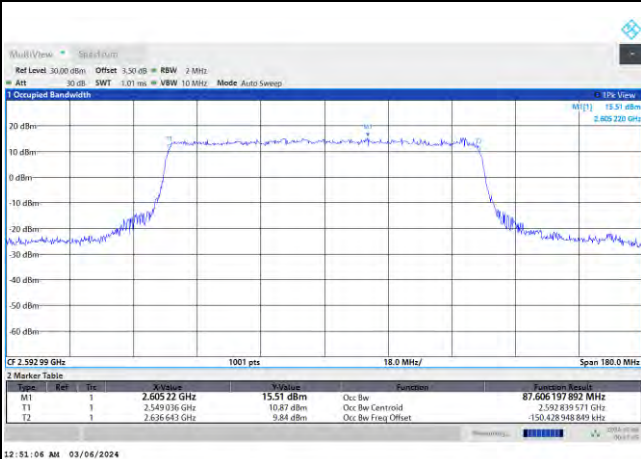 MultiView Spectrum
Ref Level 30.00 dBm Offset 3.50 dB RBW 2 MHz
Att 30 dB SWT 1.01 ms VBW 10 MHz Mode Auto Sweep
1 Occupied Bandwidth 1Pk View
M1[1] 15.51 dBm
2.605 220 GHz
20 dBm
M1
T1
T2
10 dBm
0 dBm
-10 dBm
-20 dBm
-30 dBm
-40 dBm
-50 dBm
-60 dBm
CF 2.592 99 GHz 1001 pts 18.0 MHz/ Span 180.0 MHz
2 Marker Table
Type Ref Trc X-Value Y-Value Function Function Result
M1 1 2.605 22 GHz 15.51 dBm Occ Bw 87.606 197 892 MHz
T1 1 2.549 036 GHz 10.87 dBm Occ Bw Centroid 2.592 839 571 GHz
T2 1 2.636 643 GHz 9.84 dBm Occ Bw Freq Offset -150.428 948 849 kHz
12:51:06 AM 03/06/2024